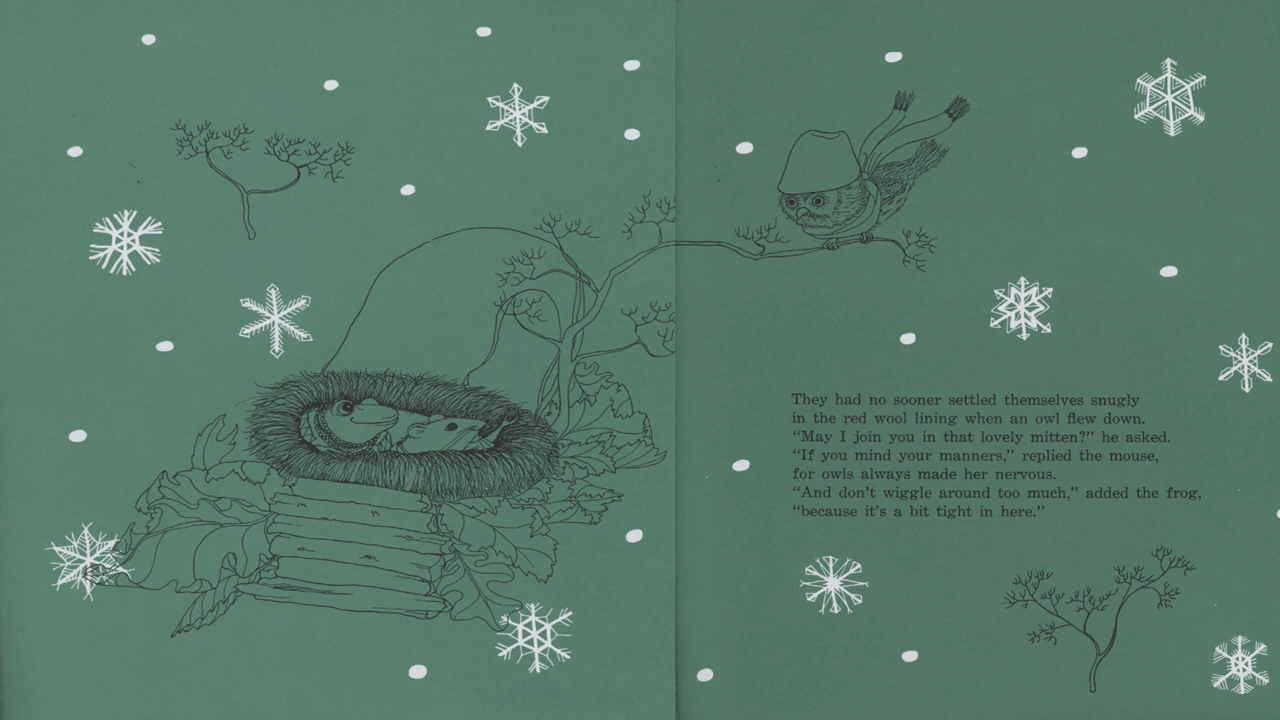 They had no sooner settled themselves snugly
in the red wool lining when an owl flew down.
“May I join you in that lovely mitten?” he asked.
“If you mind your manners,” replied the mouse,
for owls always made her nervous.
“And don’t wiggle around too much,” added the frog,
“because it’s a bit tight in here.”